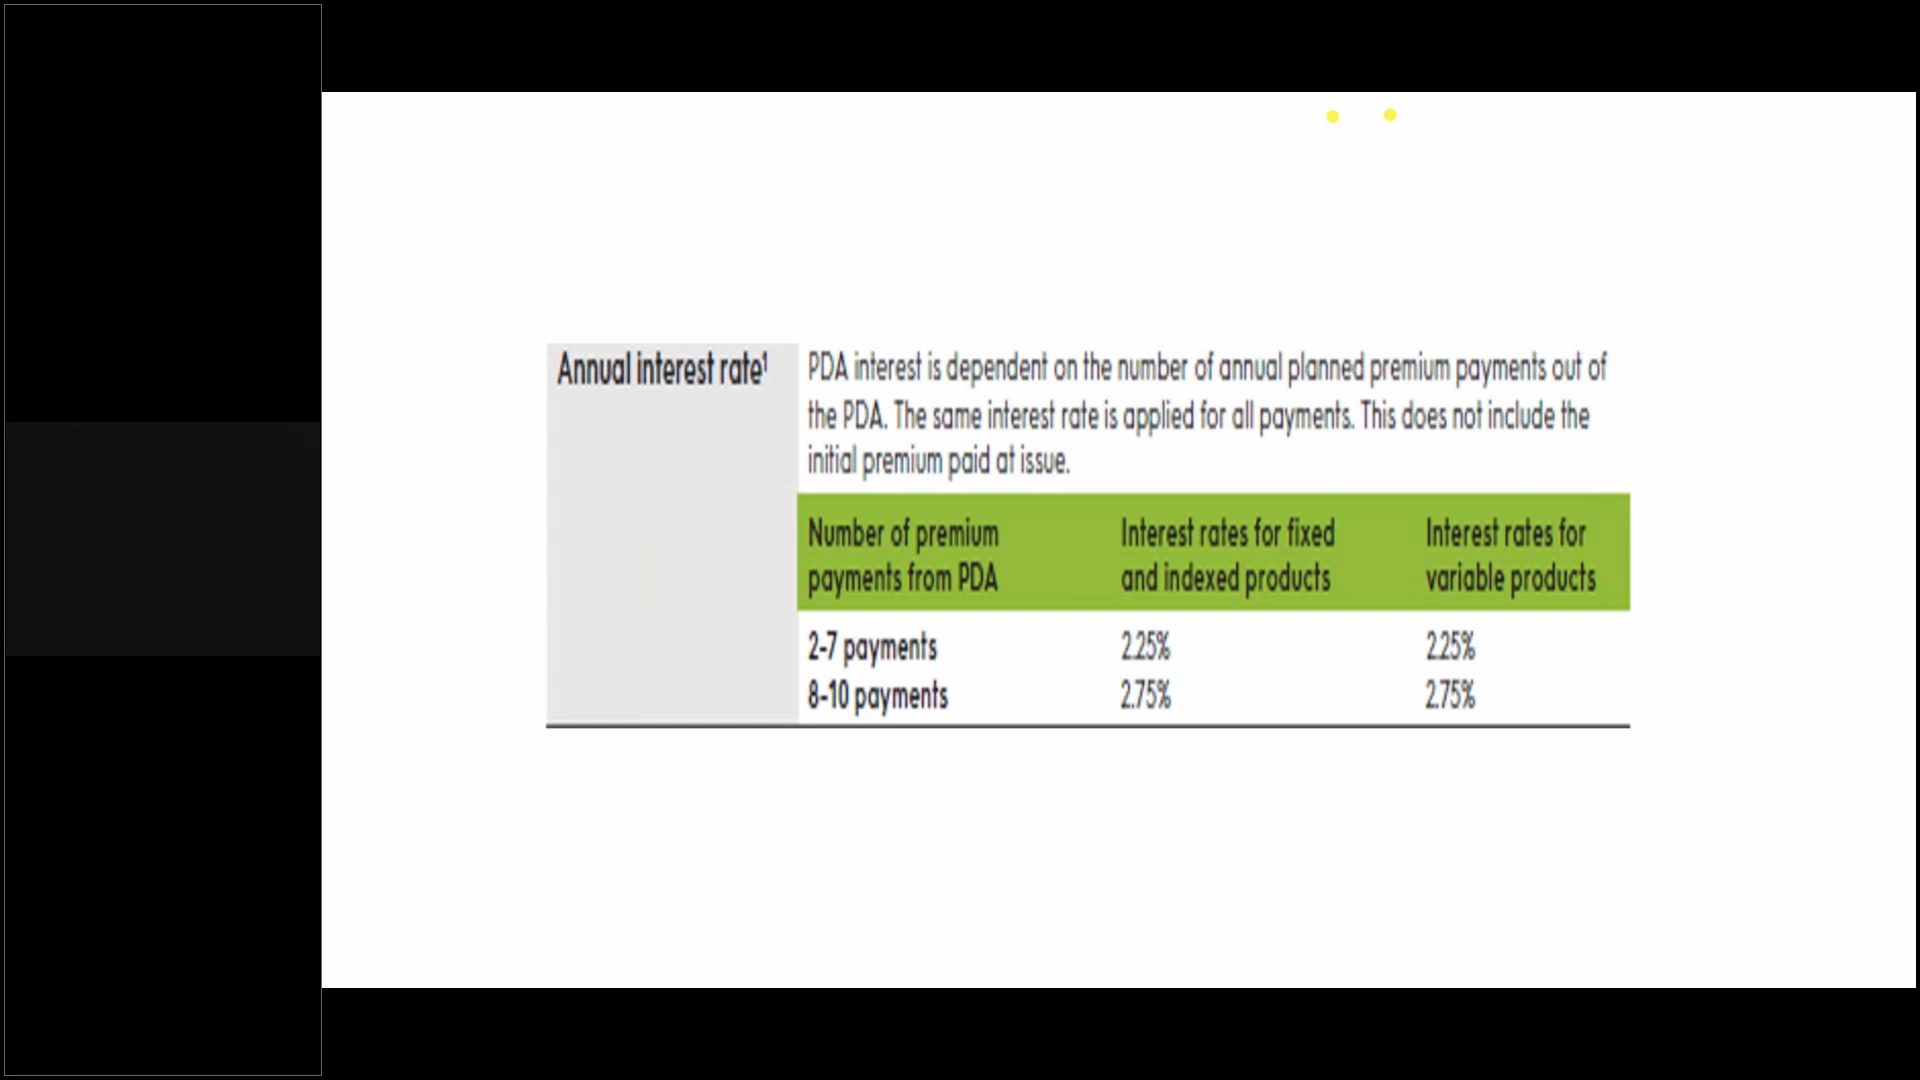 Annual interest rate¹
PDA interest is dependent on the number of annual planned premium payments out of
the PDA. The same interest rate is applied for all payments. This does not include the
initial premium paid at issue.
Number of premium
payments from PDA
Interest rates for fixed
and indexed products
Interest rates for
variable products
2-7 payments 2.25% 2.25%
8-10 payments 2.75% 2.75%